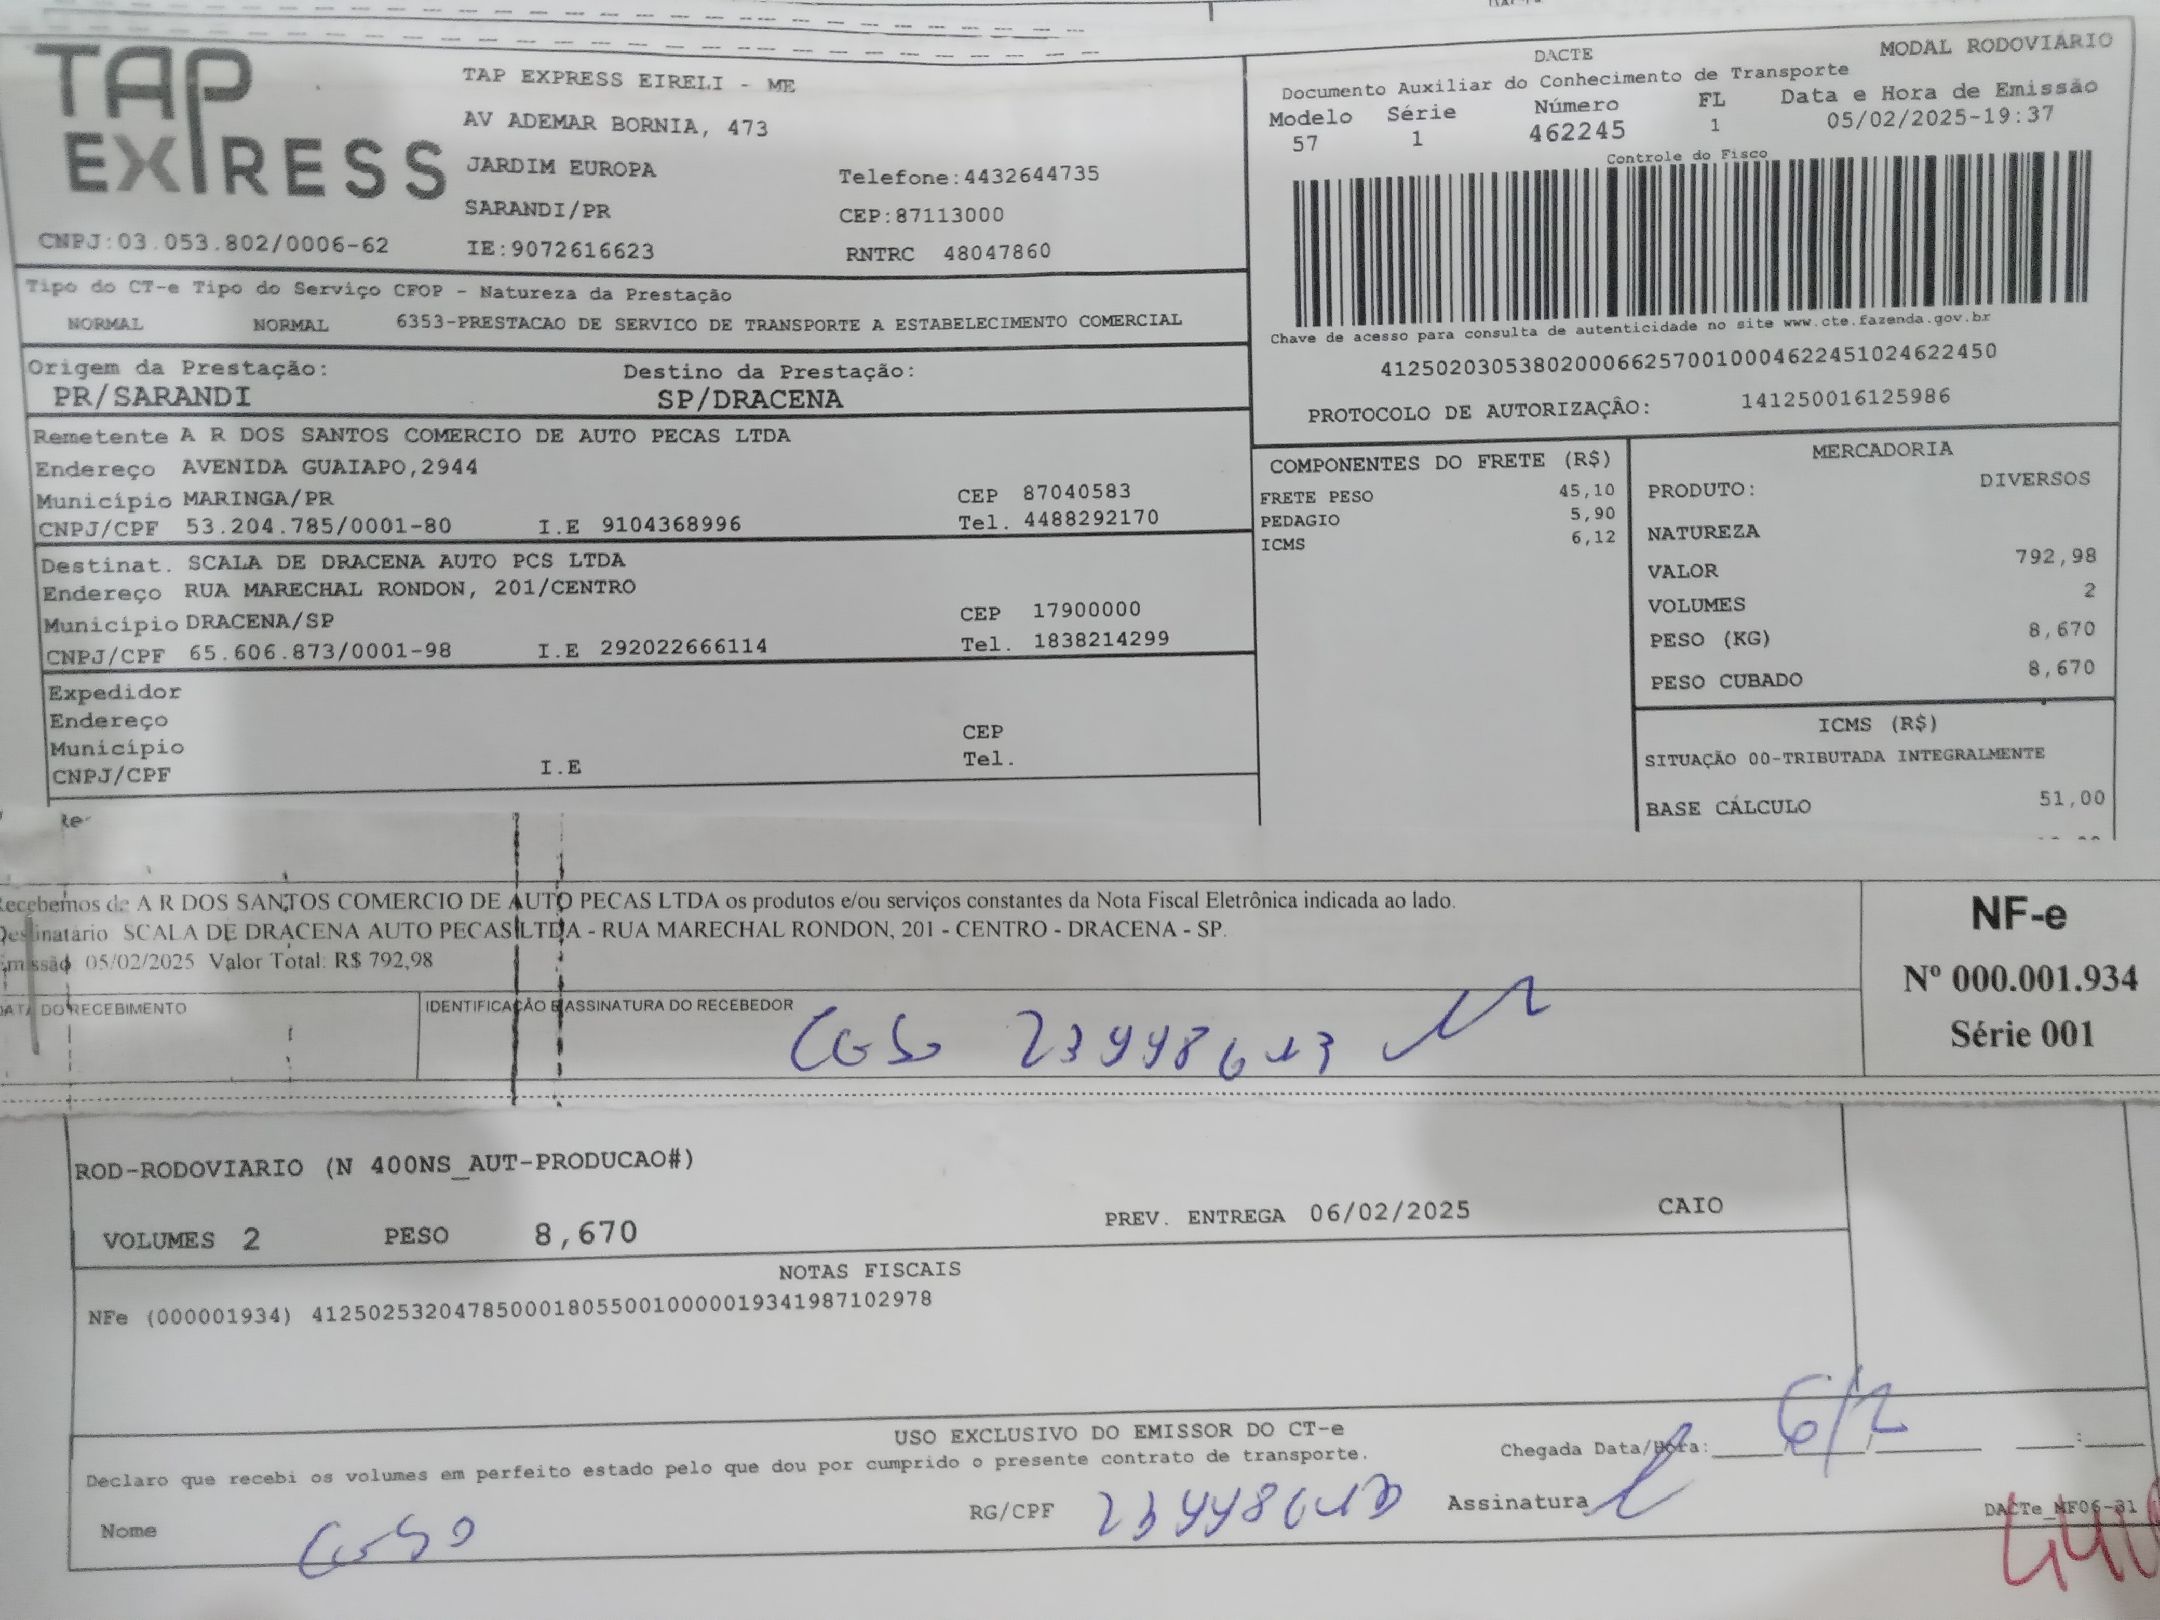 TAP EXPRESS
TAP EXPRESS EIRELI - ME
AV ADEMAR BORNIA, 473
JARDIM EUROPA
Telefone:4432644735
SARANDI/PR
CEP:87113000
CNPJ:03.053.802/0006-62
IE:9072616623
RNTRC 48047860
DACTE
MODAL RODOVIÁRIO
Documento Auxiliar do Conhecimento de Transporte
Modelo Série Número FL Data e Hora de Emissão
57 1 462245 1 05/02/2025-19:37
Controle do Fisco
Chave de acesso para consulta de autenticidade no site www.cte.fazenda.gov.br
41250203053802000662570010004622451024622450
PROTOCOLO DE AUTORIZAÇÃO: 141250016125986
Tipo do CT-e Tipo do Serviço CFOP - Natureza da Prestação
NORMAL NORMAL 6353-PRESTACAO DE SERVICO DE TRANSPORTE A ESTABELECIMENTO COMERCIAL
Origem da Prestação: Destino da Prestação:
PR/SARANDI SP/DRACENA
Remetente A R DOS SANTOS COMERCIO DE AUTO PECAS LTDA
Endereço AVENIDA GUAIAPO,2944
Município MARINGA/PR CEP 87040583
CNPJ/CPF 53.204.785/0001-80 I.E 9104368996 Tel. 4488292170
Destinat. SCALA DE DRACENA AUTO PCS LTDA
Endereço RUA MARECHAL RONDON, 201/CENTRO
Município DRACENA/SP CEP 17900000
CNPJ/CPF 65.606.873/0001-98 I.E 292022666114 Tel. 1838214299
Expedidor
Endereço
Município CEP
CNPJ/CPF I.E Tel.
COMPONENTES DO FRETE (R$)
FRETE PESO 45,10
PEDAGIO 5,90
ICMS 6,12
MERCADORIA
PRODUTO: DIVERSOS
NATUREZA
VALOR 792,98
VOLUMES 2
PESO (KG) 8,670
PESO CUBADO 8,670
ICMS (R$)
SITUAÇÃO 00-TRIBUTADA INTEGRALMENTE
BASE CÁLCULO 51,00
Recebemos de A R DOS SANTOS COMERCIO DE AUTO PECAS LTDA os produtos e/ou serviços constantes da Nota Fiscal Eletrônica indicada ao lado.
Destinatário SCALA DE DRACENA AUTO PECAS LTDA - RUA MARECHAL RONDON, 201 - CENTRO - DRACENA - SP.
Emissão 05/02/2025 Valor Total: R$ 792,98
DATA DO RECEBIMENTO
IDENTIFICAÇÃO E ASSINATURA DO RECEBEDOR
NF-e
Nº 000.001.934
Série 001
ROD-RODOVIARIO (N 400NS_AUT-PRODUCAO#)
VOLUMES 2 PESO 8,670 PREV. ENTREGA 06/02/2025 CAIO
NOTAS FISCAIS
NFe (000001934) 41250253204785000180550010000019341987102978
USO EXCLUSIVO DO EMISSOR DO CT-e
Declaro que recebi os volumes em perfeito estado pelo que dou por cumprido o presente contrato de transporte.
Chegada Data/Hora: 6/2
Nome
RG/CPF
Assinatura
DACTe_MF06-31